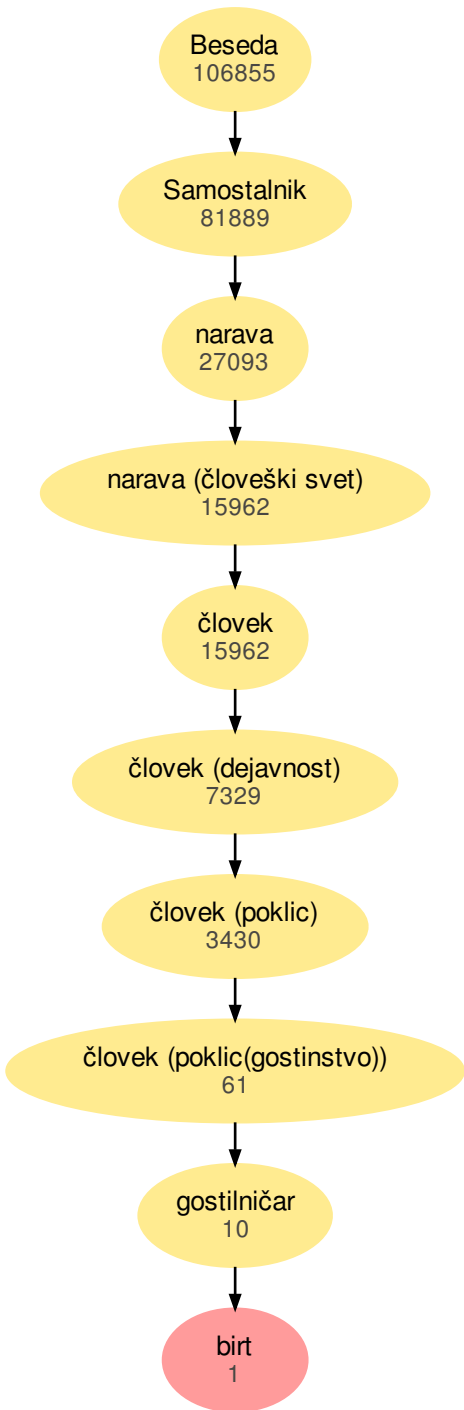 Beseda
106855
Samostalnik
81889
narava
27093
narava (človeški svet)
15962
človek
15962
človek (dejavnost)
7329
človek (poklic)
3430
človek (poklic(gostinstvo))
61
gostilničar
10
birt
1